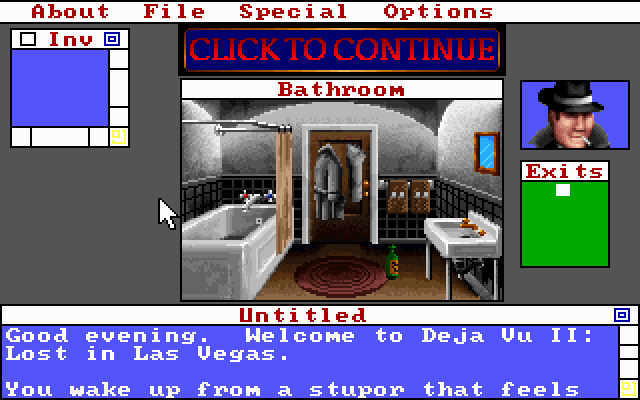 About File Special Options
Inv
CLICK TO CONTINUE
Bathroom
Exits
Untitled
Good evening. Welcome to Deja Vu II:
Lost in Las Vegas.
You wake up from a stupor that feels